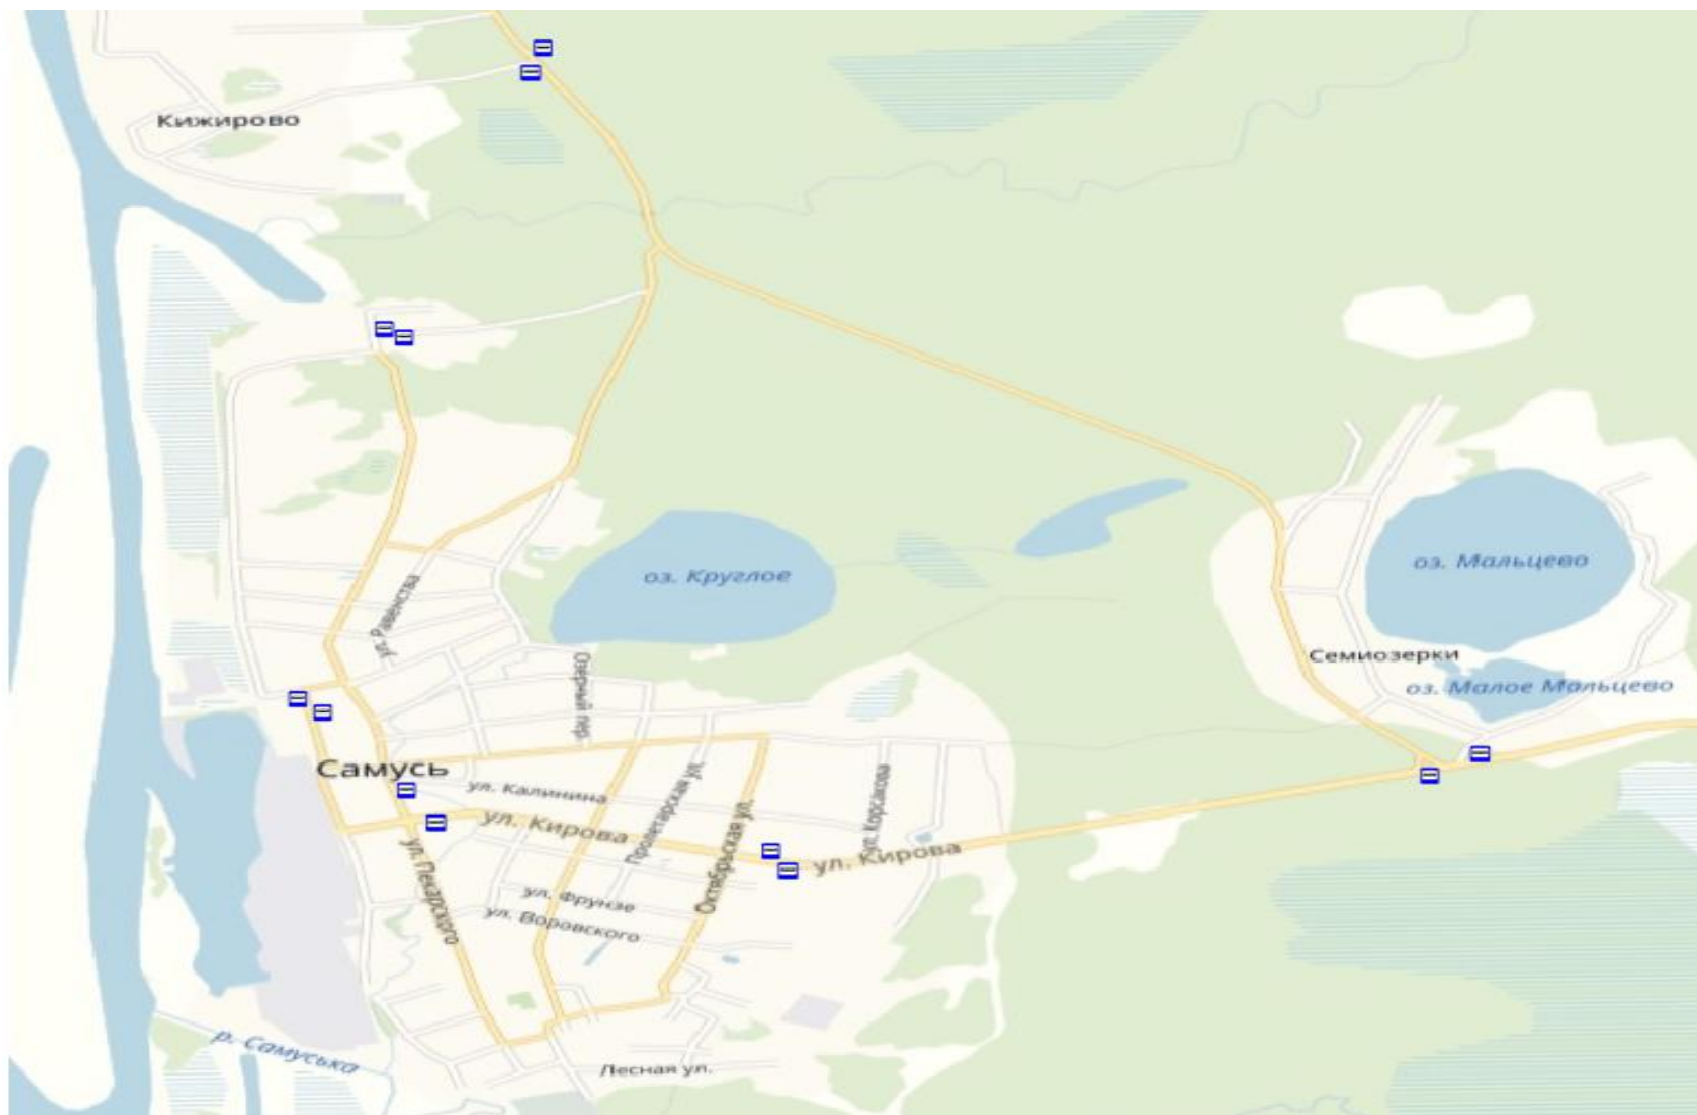 Кижирово
оз. Круглое
оз. Мальцево
ул. Равенства
Семиозерки
Озерный пер.
оз. Малое Мальцево
Самусь
ул. Калинина
Пролетарская ул.
ул. Корсакова
ул. Кирова
Октябрьская ул.
ул. Кирова
ул. Пекарского
ул. Фрунзе
ул. Воровского
р. Самуська
Лесная ул.